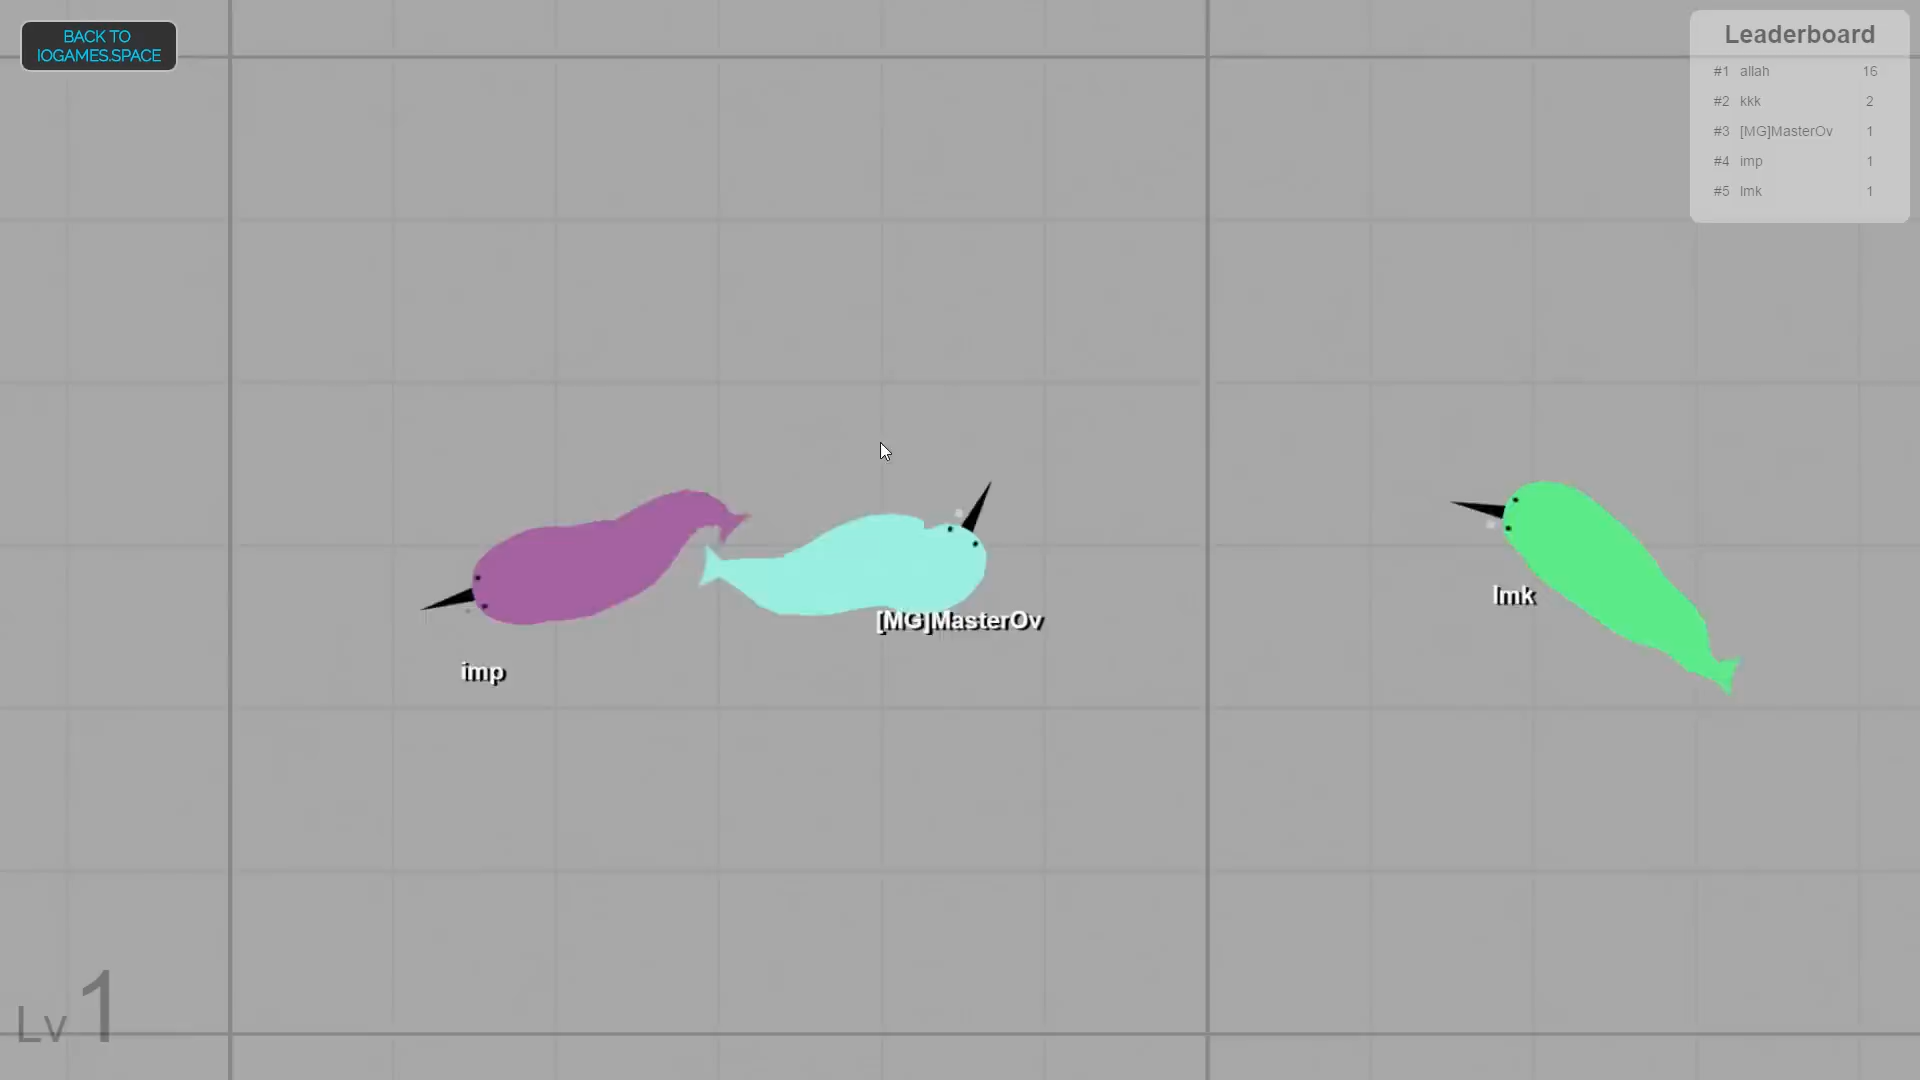 BACK TO
IOGAMES.SPACE
Leaderboard
#1 allah 16
#2 kkk 2
#3 [MG]MasterOv 1
#4 imp 1
#5 lmk 1
lmk
[MG]MasterOv
imp
Lv 1